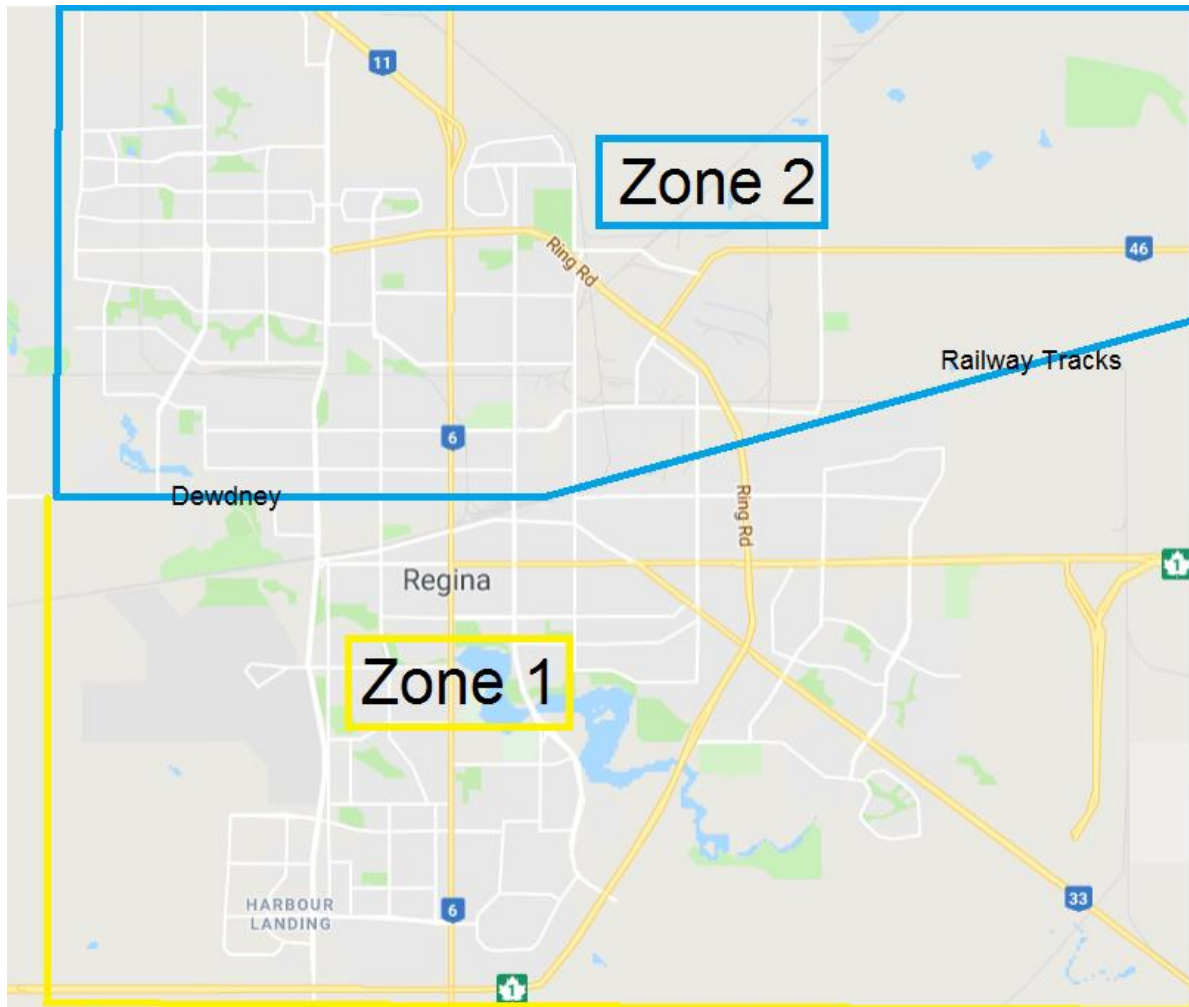 11
Zone 2
Ring Rd
46
Railway Tracks
6
Dewdney
Ring Rd
1
Regina
Zone 1
33
HARBOUR
LANDING
6
1